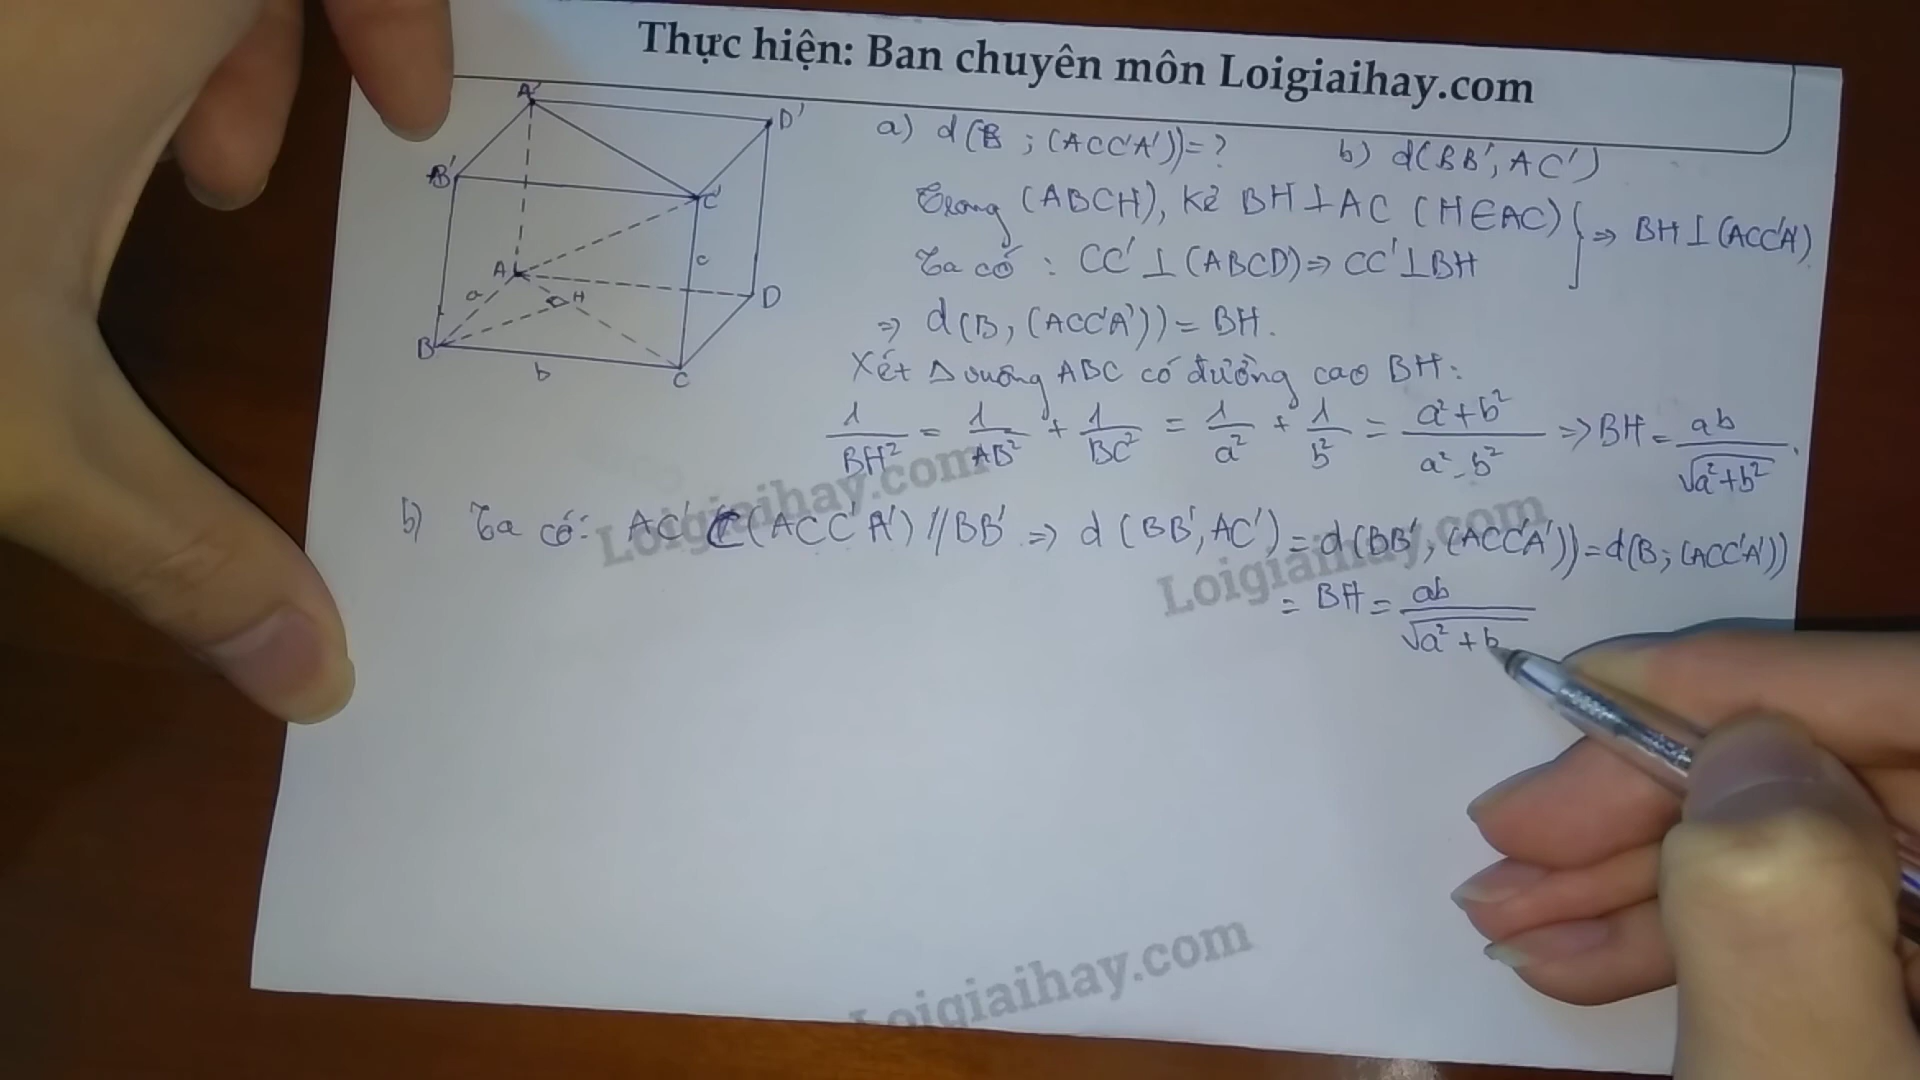 Thực hiện: Ban chuyên môn Loigiaihay.com
A'
D'
B'
C'
A
H
D
a
c
B
b
C
a) d(B ; (ACC'A')) = ?
b) d(BB', AC')
Trong (ABCH), Kẻ BH ⊥ AC (H ∈ AC)
Ta có : CC' ⊥ (ABCD) => CC' ⊥ BH
} => BH ⊥ (ACC'A')
=> d(B, (ACC'A')) = BH.
Xét Δ vuông ABC có đường cao BH:
1/BH² = 1/AB² + 1/BC² = 1/a² + 1/b² = (a²+b²)/(a².b²) => BH = ab/√(a²+b²).
b) Ta có: AC' ⊂ (ACC'A') // BB' => d(BB', AC') = d(BB', (ACC'A')) = d(B; (ACC'A'))
= BH = ab/√(a²+b
Loigiaihay.com
Loigiaihay.com
Loigiaihay.com